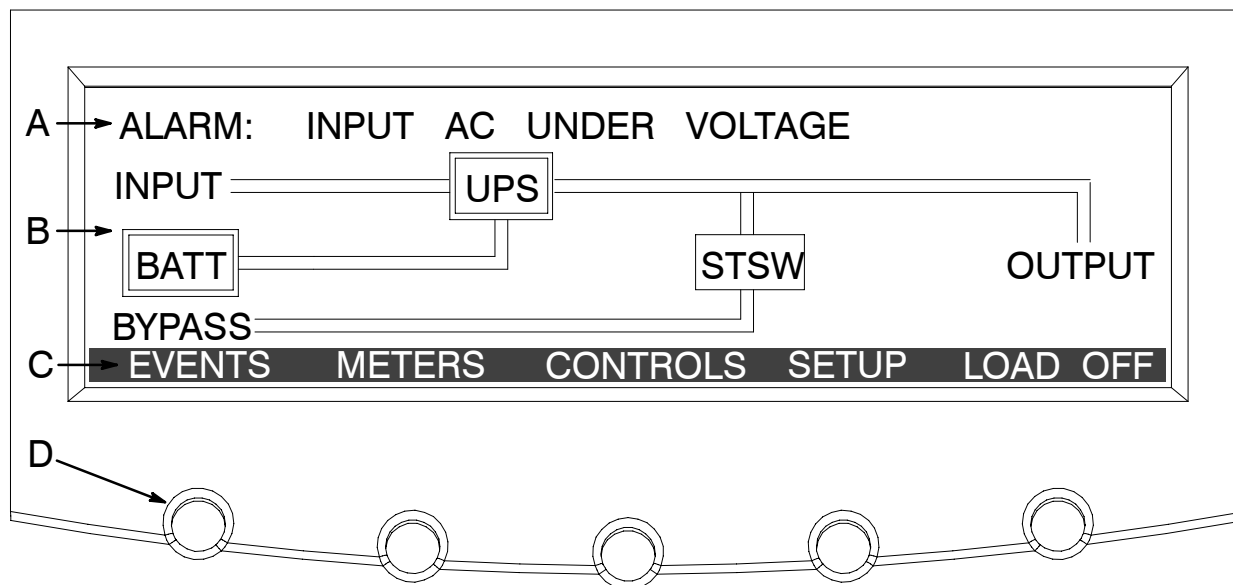 A ALARM: INPUT AC UNDER VOLTAGE
INPUT UPS
B
BATT STSW OUTPUT
BYPASS
C EVENTS METERS CONTROLS SETUP LOAD OFF
D